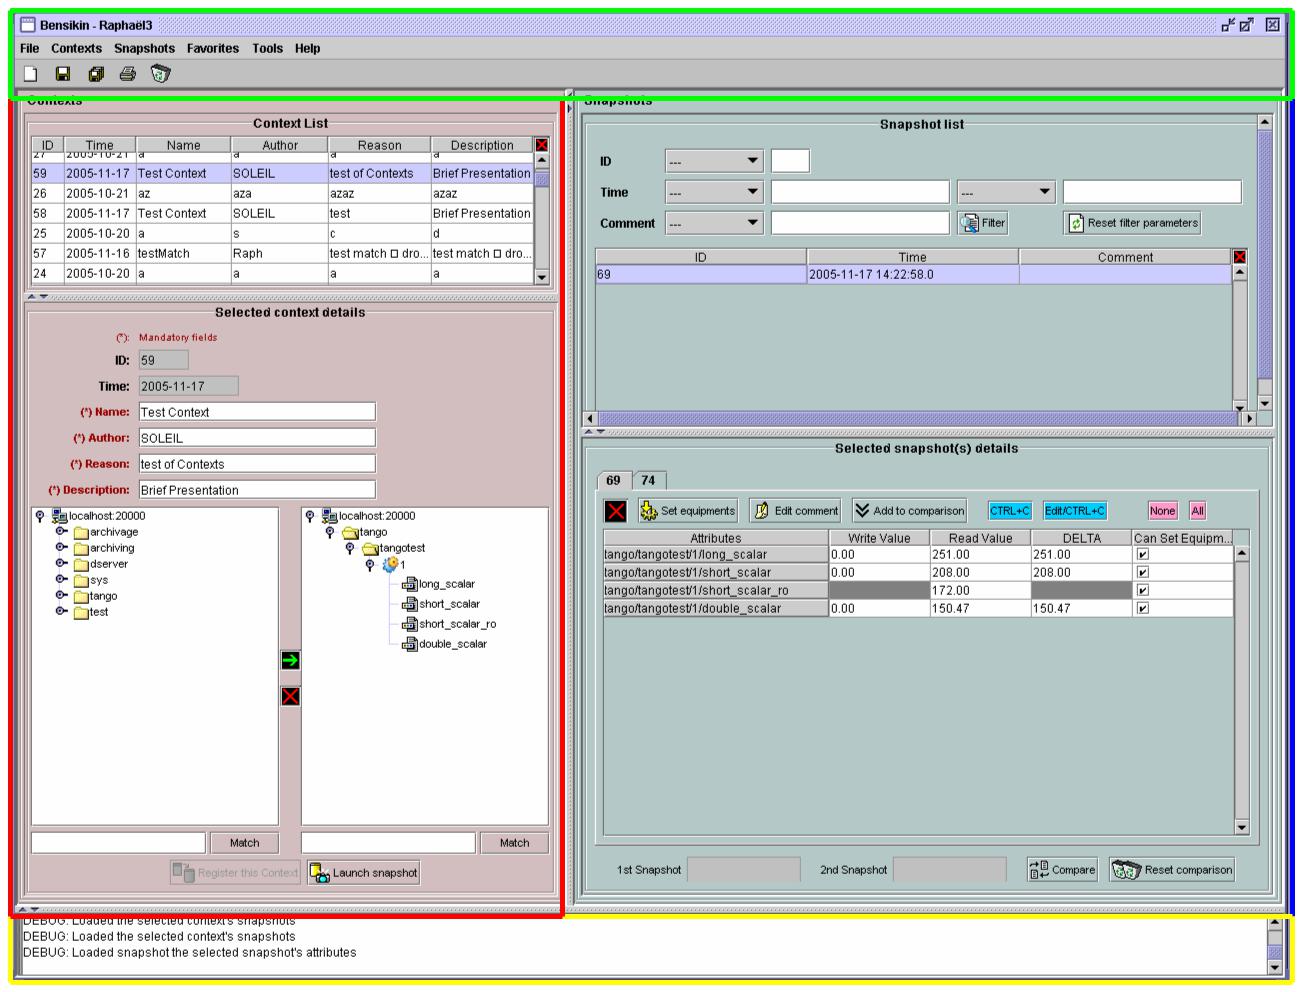 Bensikin - Raphaël3
File Contexts Snapshots Favorites Tools Help
Contexts
Context List
ID Time Name Author Reason Description
27 2005-10-21 a a a a
59 2005-11-17 Test Context SOLEIL test of Contexts Brief Presentation
26 2005-10-21 az aza azaz azaz
58 2005-11-17 Test Context SOLEIL test Brief Presentation
25 2005-10-20 a s c d
57 2005-11-16 testMatch Raph test match □ dro... test match □ dro...
24 2005-10-20 a a a a
Selected context details
(*): Mandatory fields
ID: 59
Time: 2005-11-17
(*) Name: Test Context
(*) Author: SOLEIL
(*) Reason: test of Contexts
(*) Description: Brief Presentation
localhost:20000
archivage
archiving
dserver
sys
tango
test
localhost:20000
tango
tangotest
1
long_scalar
short_scalar
short_scalar_ro
double_scalar
Match
Match
Register this Context Launch snapshot
Snapshots
Snapshot list
ID ---
Time --- ---
Comment --- Filter Reset filter parameters
ID Time Comment
69 2005-11-17 14:22:58.0
Selected snapshot(s) details
69 74
Set equipments Edit comment Add to comparison CTRL+C Edit/CTRL+C None All
Attributes Write Value Read Value DELTA Can Set Equipm...
tango/tangotest/1/long_scalar 0.00 251.00 251.00
tango/tangotest/1/short_scalar 0.00 208.00 208.00
tango/tangotest/1/short_scalar_ro 172.00
tango/tangotest/1/double_scalar 0.00 150.47 150.47
1st Snapshot 2nd Snapshot Compare Reset comparison
DEBUG: Loaded the selected context's snapshots
DEBUG: Loaded the selected context's snapshots
DEBUG: Loaded snapshot the selected snapshot's attributes